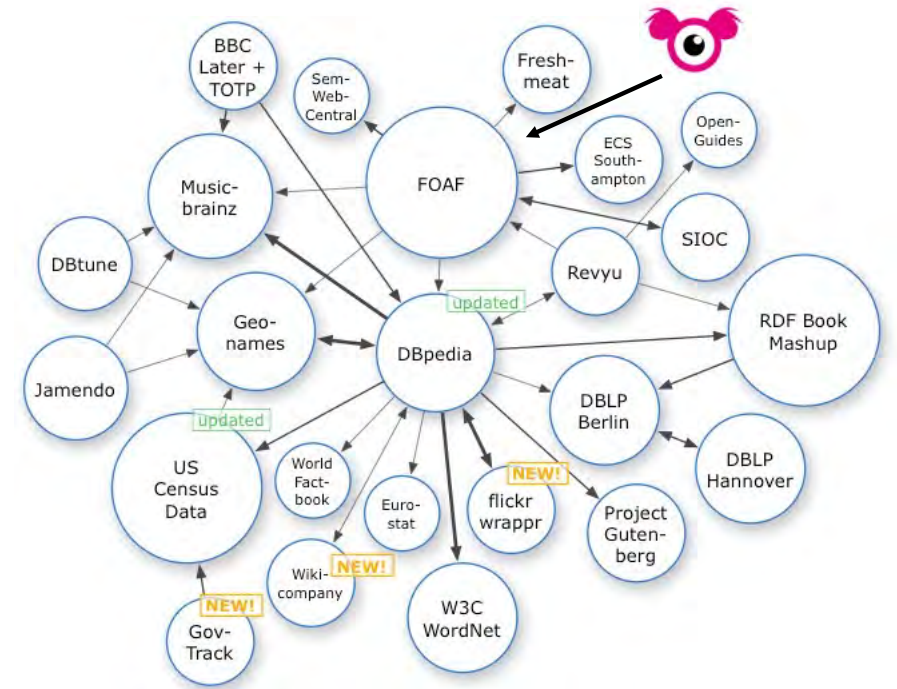 BBC
Later +
TOTP
Sem-
Web-
Central
Fresh-
meat
FOAF
ECS
South-
ampton
Open-
Guides
Music-
brainz
SIOC
DBtune
Revyu
updated
Geo-
names
DBpedia
RDF Book
Mashup
Jamendo
updated
DBLP
Berlin
US
Census
Data
World
Fact-
book
Euro-
stat
NEW!
flickr
wrappr
DBLP
Hannover
Project
Guten-
berg
Wiki-
company
NEW!
W3C
WordNet
NEW!
Gov-
Track